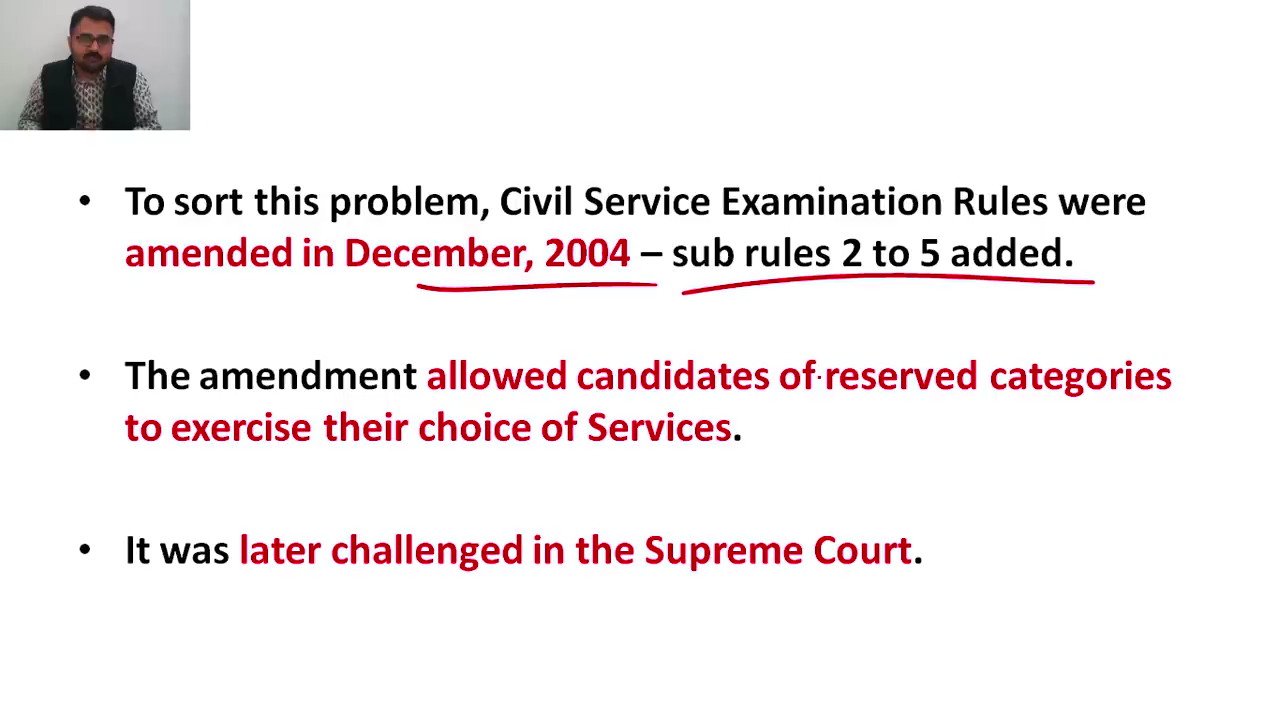 • To sort this problem, Civil Service Examination Rules were
amended in December, 2004 – sub rules 2 to 5 added.
• The amendment allowed candidates of reserved categories
to exercise their choice of Services.
• It was later challenged in the Supreme Court.